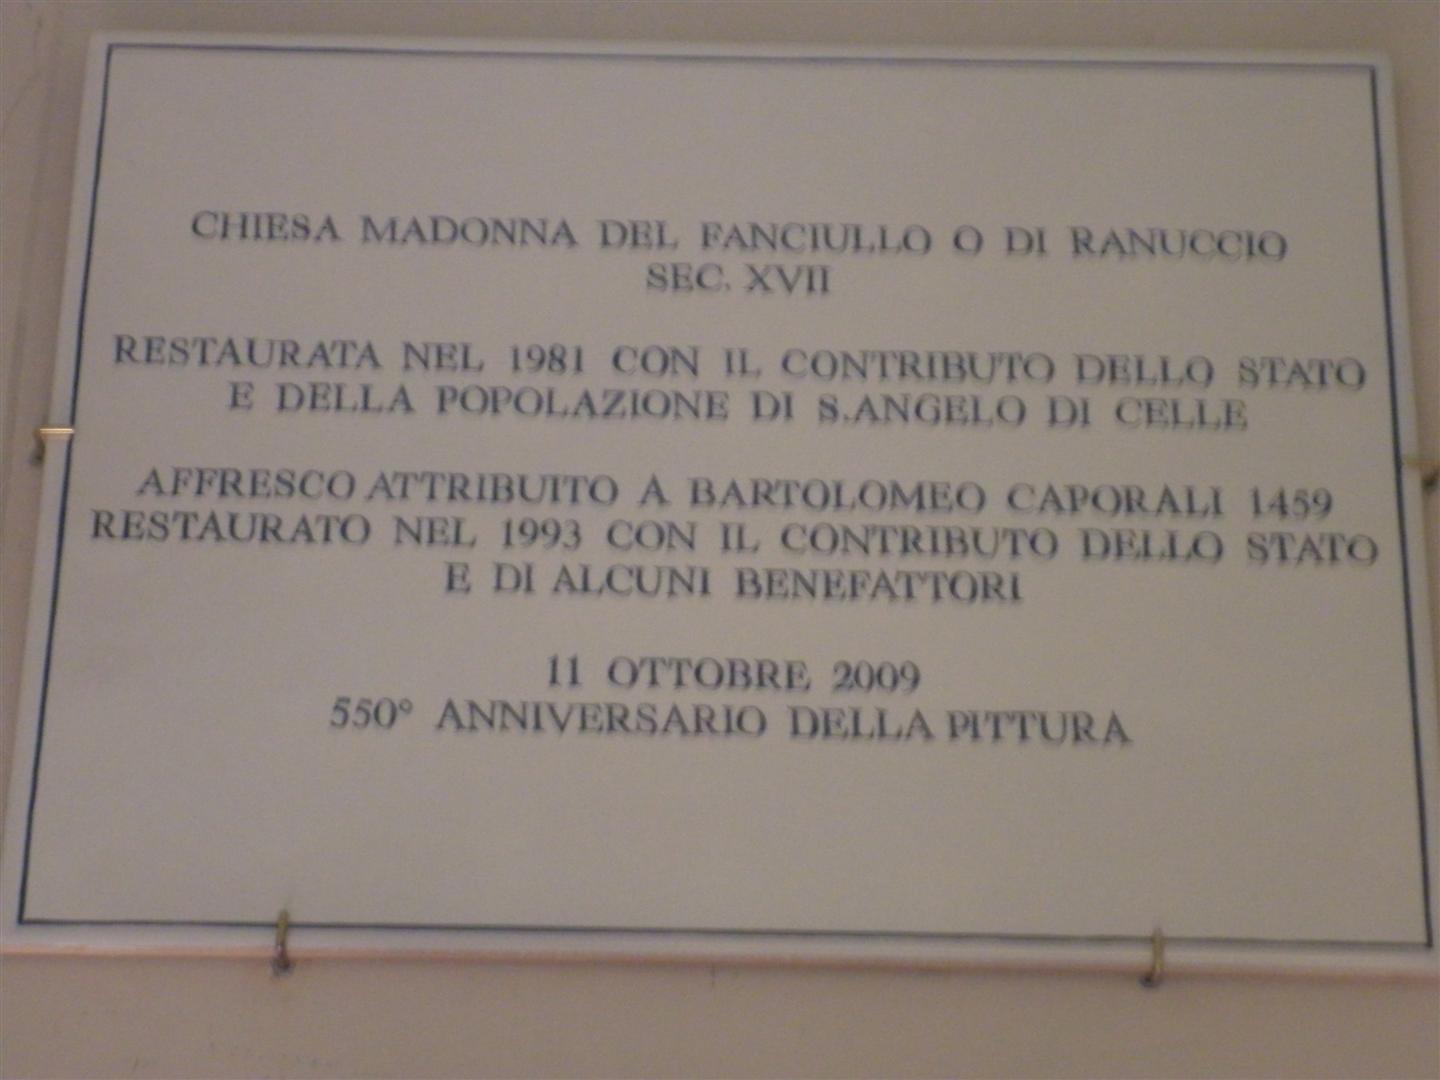 CHIESA MADONNA DEL FANCIULLO O DI RANUCCIO
SEC. XVII
RESTAURATA NEL 1981 CON IL CONTRIBUTO DELLO STATO
E DELLA POPOLAZIONE DI S.ANGELO DI CELLE
AFFRESCO ATTRIBUITO A BARTOLOMEO CAPORALI 1459
RESTAURATO NEL 1993 CON IL CONTRIBUTO DELLO STATO
E DI ALCUNI BENEFATTORI
11 OTTOBRE 2009
550° ANNIVERSARIO DELLA PITTURA